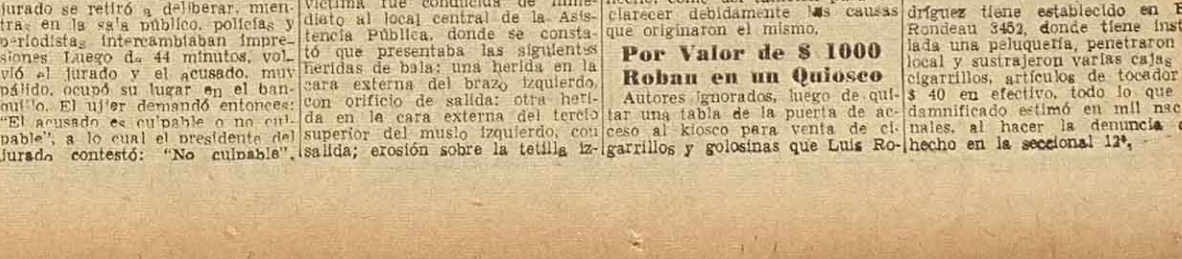 jurado se retiró a deliberar, mien-
tras en la sala público, policías y
periodistas intercambiaban impre-
siones Luego de 44 minutos, vol_
vió el jurado y el acusado, muy
pálido, ocupó su lugar en el ban-
quillo. El ujier demandó entonces:
"El acusado es culpable o no cul-
pable", a lo cual el presidente del
jurado contestó: "No culpable".
víctima fue conducida de inme-
diato al local central de la Asis-
tencia Pública, donde se consta-
tó que presentaba las siguientes
heridas de bala: una herida en la
cara externa del brazo izquierdo,
con orificio de salida: otra heri-
da en la cara externa del tercio
superior del muslo izquierdo, con
salida; erosión sobre la tetilla iz-
clarecer debidamente las causas
que originaron el mismo.
Por Valor de $ 1000
Roban en un Quiosco
Autores ignorados, luego de qui-
tar una tabla de la puerta de ac-
ceso al kiosco para venta de ci-
garrillos y golosinas que Luis Ro-
dríguez tiene establecido en
Rondeau 3452, donde tiene inst
lada una peluquería, penetraron
local y sustrajeron varias cajas
cigarrillos, artículos de tocador
$ 40 en efectivo, todo lo que
damnificado estimó en mil nac
nales, al hacer la denuncia
hecho en la seccional 12ª,